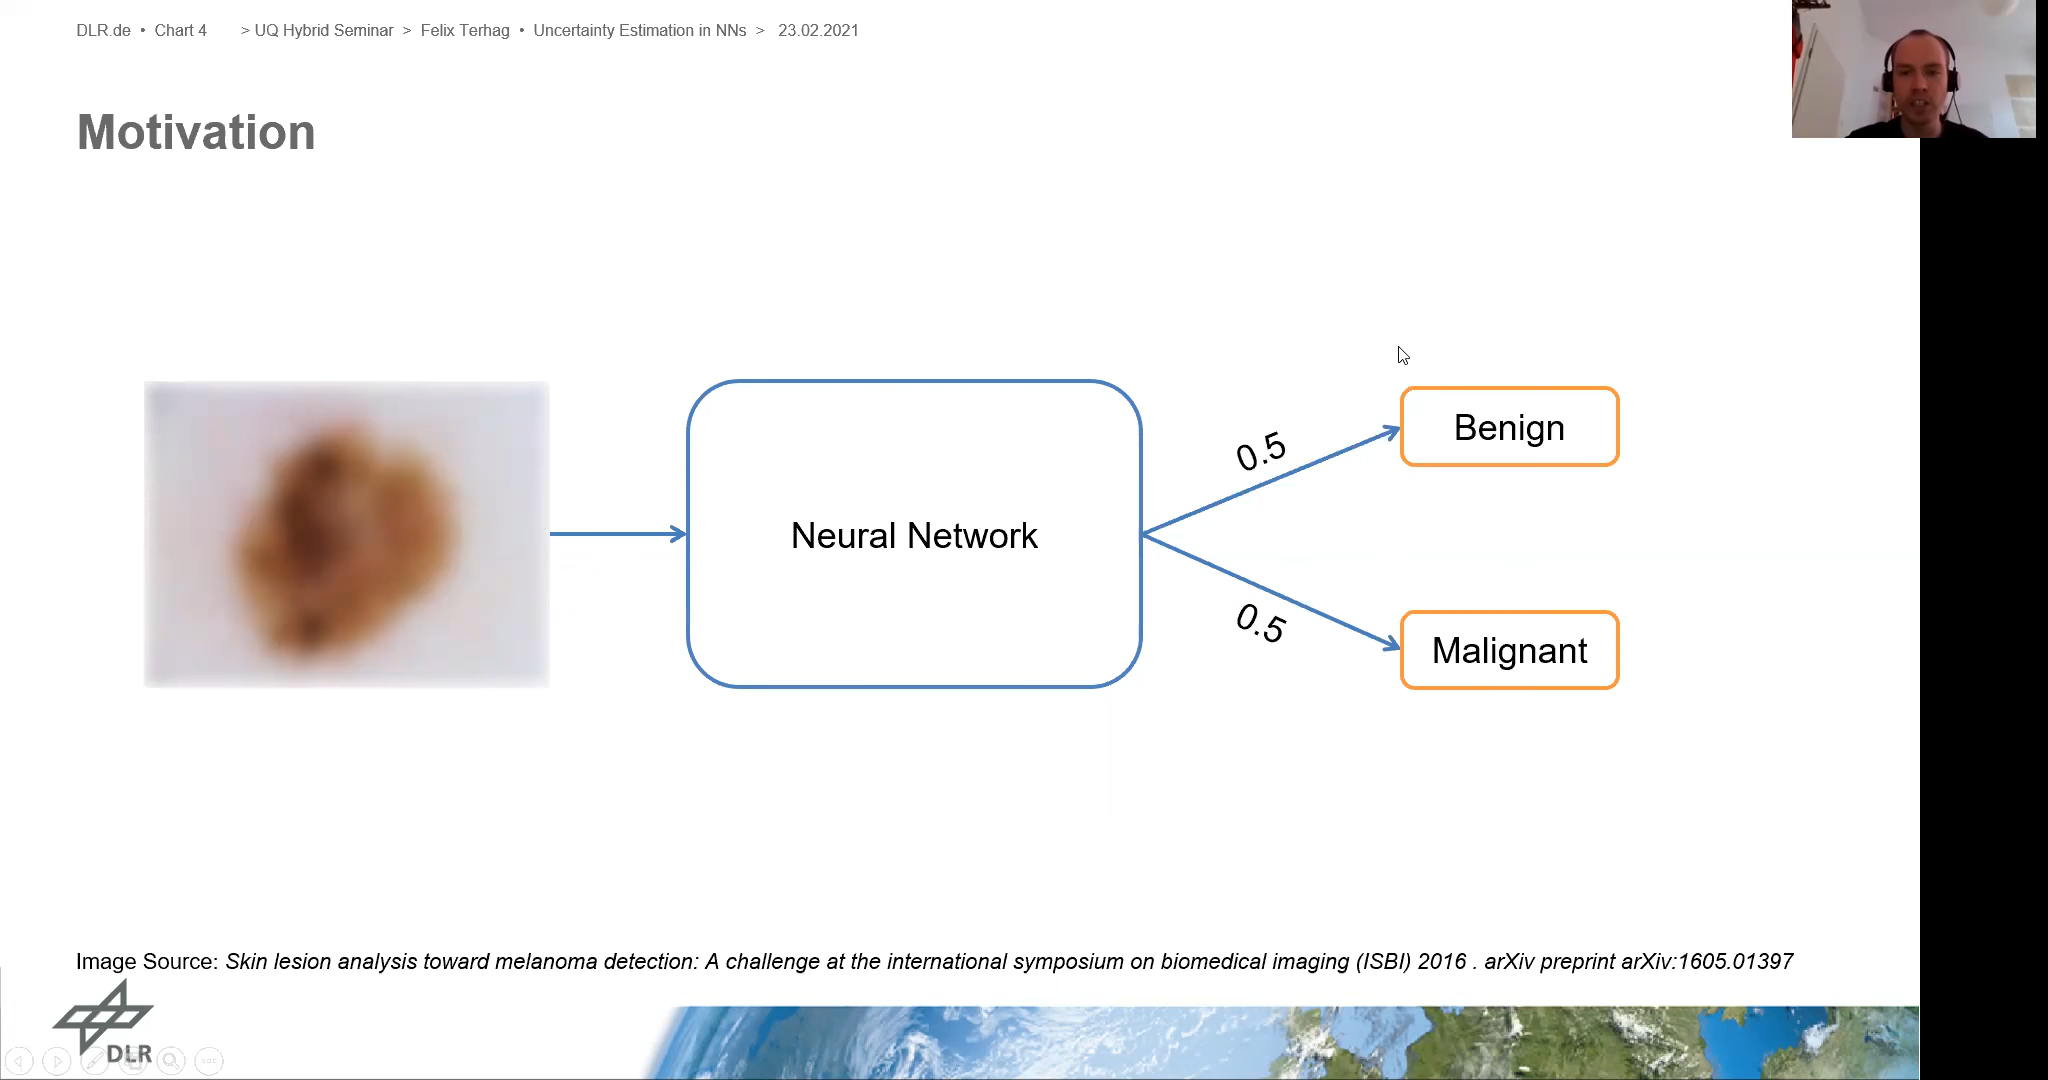 DLR.de • Chart 4 > UQ Hybrid Seminar > Felix Terhag • Uncertainty Estimation in NNs > 23.02.2021
Motivation
Neural Network
0.5
Benign
0.5
Malignant
Image Source: Skin lesion analysis toward melanoma detection: A challenge at the international symposium on biomedical imaging (ISBI) 2016 . arXiv preprint arXiv:1605.01397
DLR